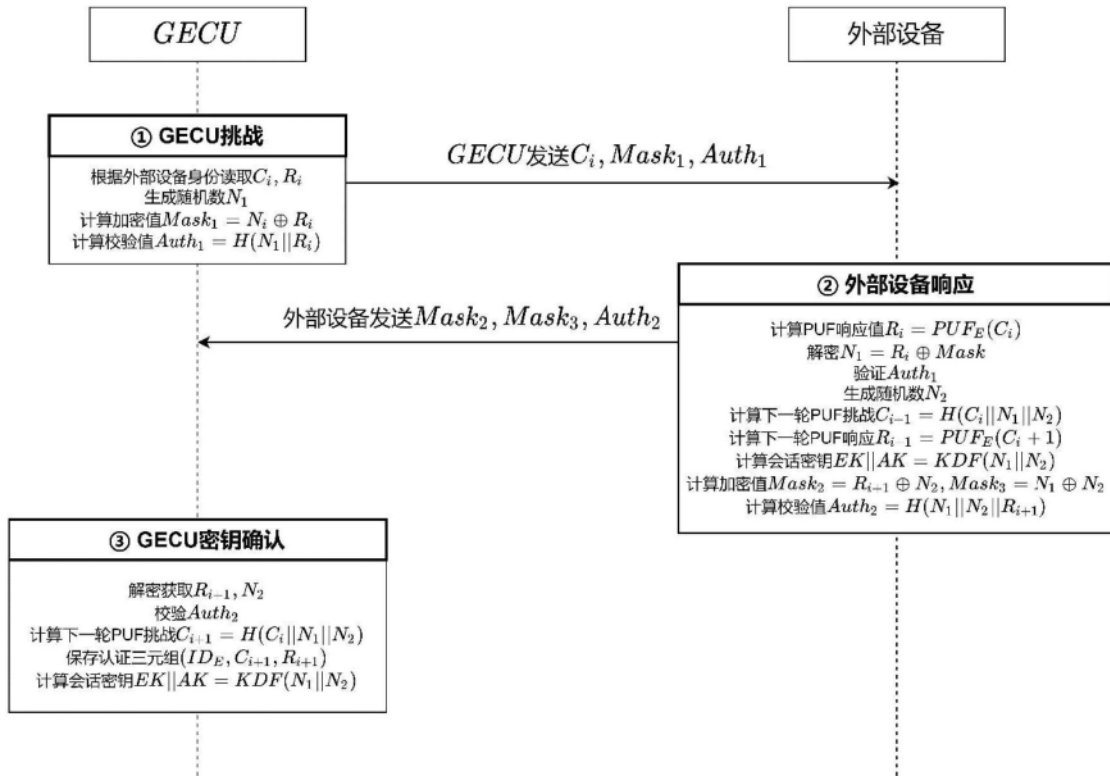 GECU
外部设备
① GECU挑战
根据外部设备身份读取C_i, R_i
生成随机数N_1
计算加密值Mask_1 = N_i ⊕ R_i
计算校验值Auth_1 = H(N_1||R_i)
GECU发送C_i, Mask_1, Auth_1
② 外部设备响应
计算PUF响应值R_i = PUF_E(C_i)
解密N_1 = R_i ⊕ Mask
验证Auth_1
生成随机数N_2
计算下一轮PUF挑战C_{i-1} = H(C_i||N_1||N_2)
计算下一轮PUF响应R_{i-1} = PUF_E(C_i + 1)
计算会话密钥EK||AK = KDF(N_1||N_2)
计算加密值Mask_2 = R_{i+1} ⊕ N_2, Mask_3 = N_1 ⊕ N_2
计算校验值Auth_2 = H(N_1||N_2||R_{i+1})
外部设备发送Mask_2, Mask_3, Auth_2
③ GECU密钥确认
解密获取R_{i-1}, N_2
校验Auth_2
计算下一轮PUF挑战C_{i+1} = H(C_i||N_1||N_2)
保存认证三元组(ID_E, C_{i+1}, R_{i+1})
计算会话密钥EK||AK = KDF(N_1||N_2)